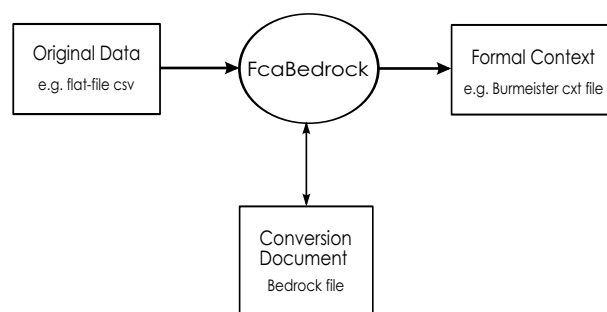 Original Data
e.g. flat-file csv
FcaBedrock
Formal Context
e.g. Burmeister cxt file
Conversion
Document
Bedrock file